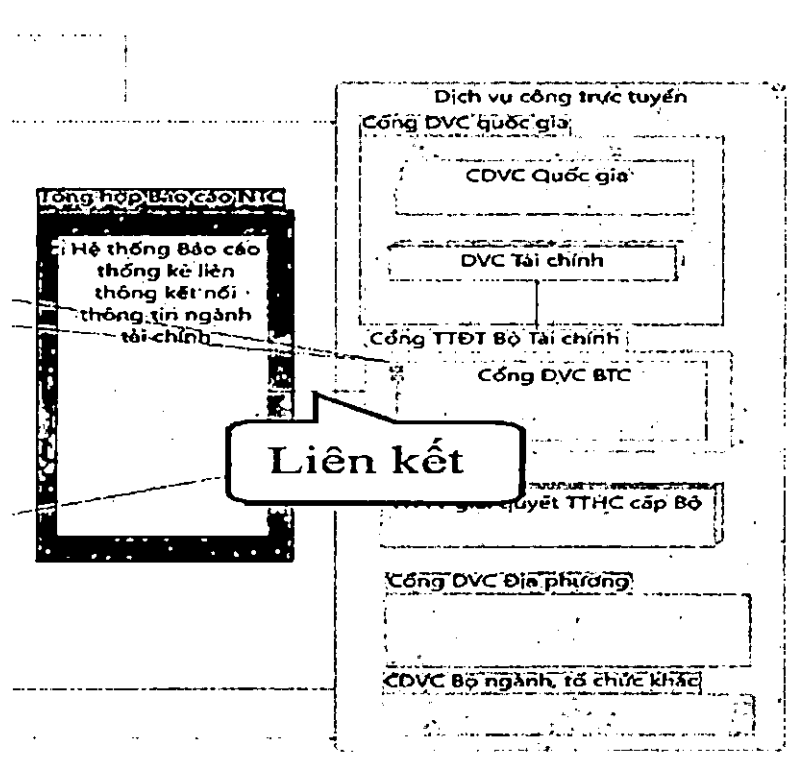 Dịch vụ công trực tuyến
Cổng DVC quốc gia
CDVC Quốc gia
DVC Tài chính
Tổng hợp Báo cáo NTC
Hệ thống Báo cáo
thống kê liên
thông kết nối
thông tin ngành
tài chính
Cổng TTĐT Bộ Tài chính
Cổng DVC BTC
Liên kết
quyết TTHC cấp Bộ
Cổng DVC Địa phương
CDVC Bộ ngành, tổ chức khác